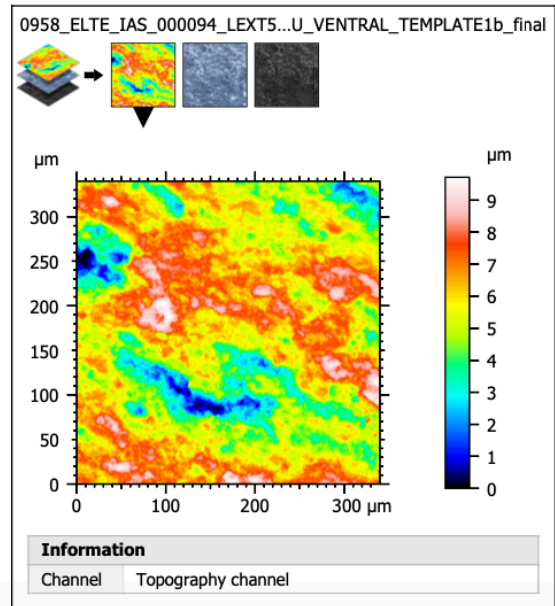 0958_ELTE_IAS_000094_LEXT5...U_VENTRAL_TEMPLATE1b_final
µm
µm
300
250
200
150
100
50
0
0 100 200 300 µm
9
8
7
6
5
4
3
2
1
0
Information
Channel Topography channel